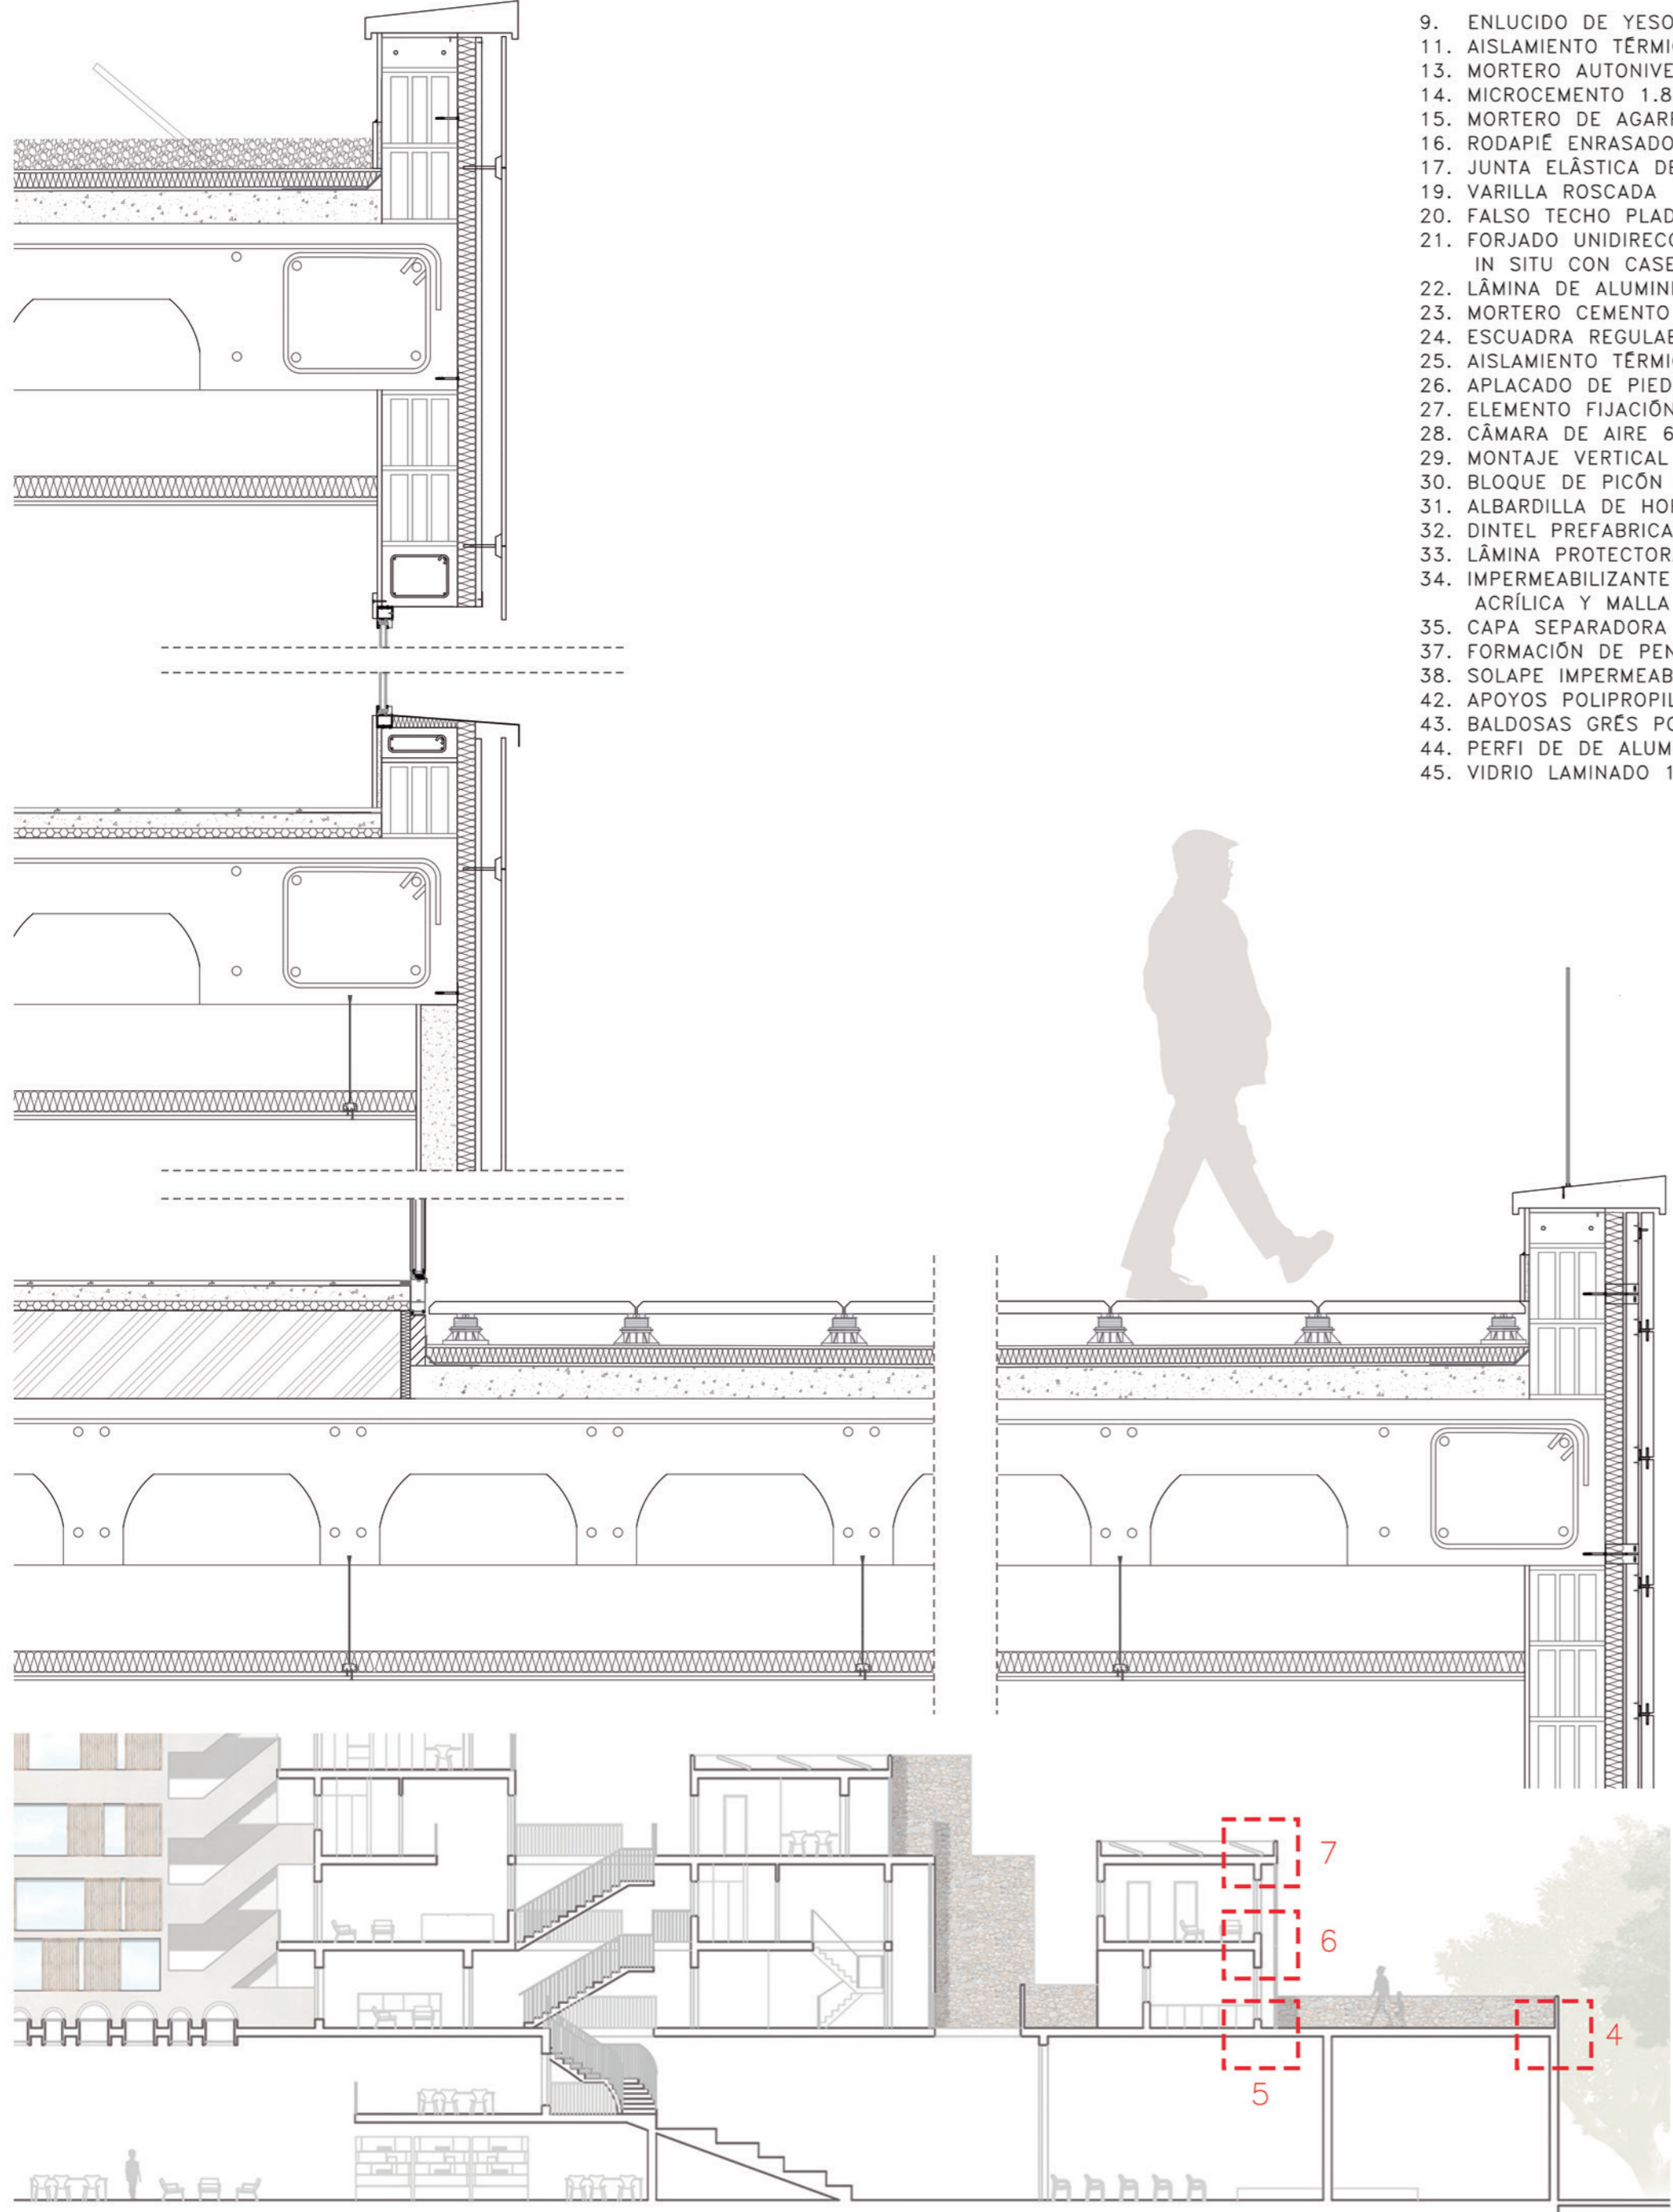 9. ENLUCIDO DE YESO
11. AISLAMIENTO TÉRMI
13. MORTERO AUTONIVE
14. MICROCEMENTO 1.8
15. MORTERO DE AGAR
16. RODAPIÉ ENRASADO
17. JUNTA ELÂSTICA DE
19. VARILLA ROSCADA
20. FALSO TECHO PLAD
21. FORJADO UNIDIREC
IN SITU CON CASE
22. LÂMINA DE ALUMINI
23. MORTERO CEMENTO
24. ESCUADRA REGULAB
25. AISLAMIENTO TÉRMI
26. APLACADO DE PIED
27. ELEMENTO FIJACIÓN
28. CÂMARA DE AIRE 6
29. MONTAJE VERTICAL
30. BLOQUE DE PICÓN
31. ALBARDILLA DE HO
32. DINTEL PREFABRICA
33. LÂMINA PROTECTOR
34. IMPERMEABILIZANTE
ACRÍLICA Y MALLA
35. CAPA SEPARADORA
37. FORMACIÓN DE PEN
38. SOLAPE IMPERMEAB
42. APOYOS POLIPROPIL
43. BALDOSAS GRÉS PO
44. PERFI DE DE ALUM
45. VIDRIO LAMINADO 1
7
6
4
5